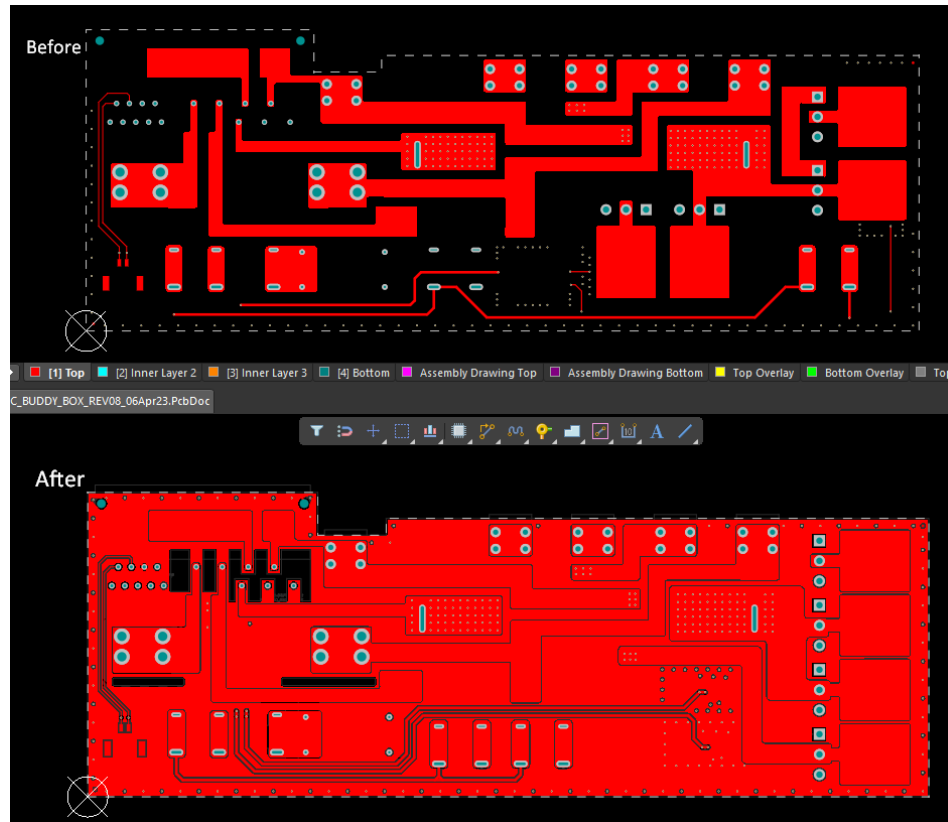 Before
[1] Top [2] Inner Layer 2 [3] Inner Layer 3 [4] Bottom Assembly Drawing Top Assembly Drawing Bottom Top Overlay Bottom Overlay Top
C_BUDDY_BOX_REV08_06Apr23.PcbDoc
A
After